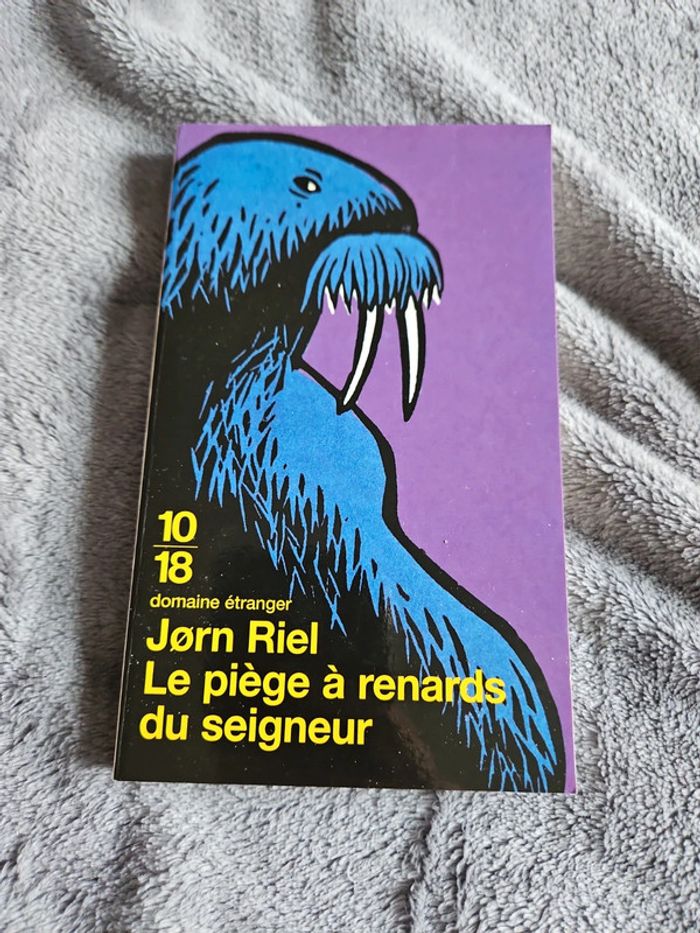 10
18
domaine étranger
Jørn Riel
Le piège à renards
du seigneur